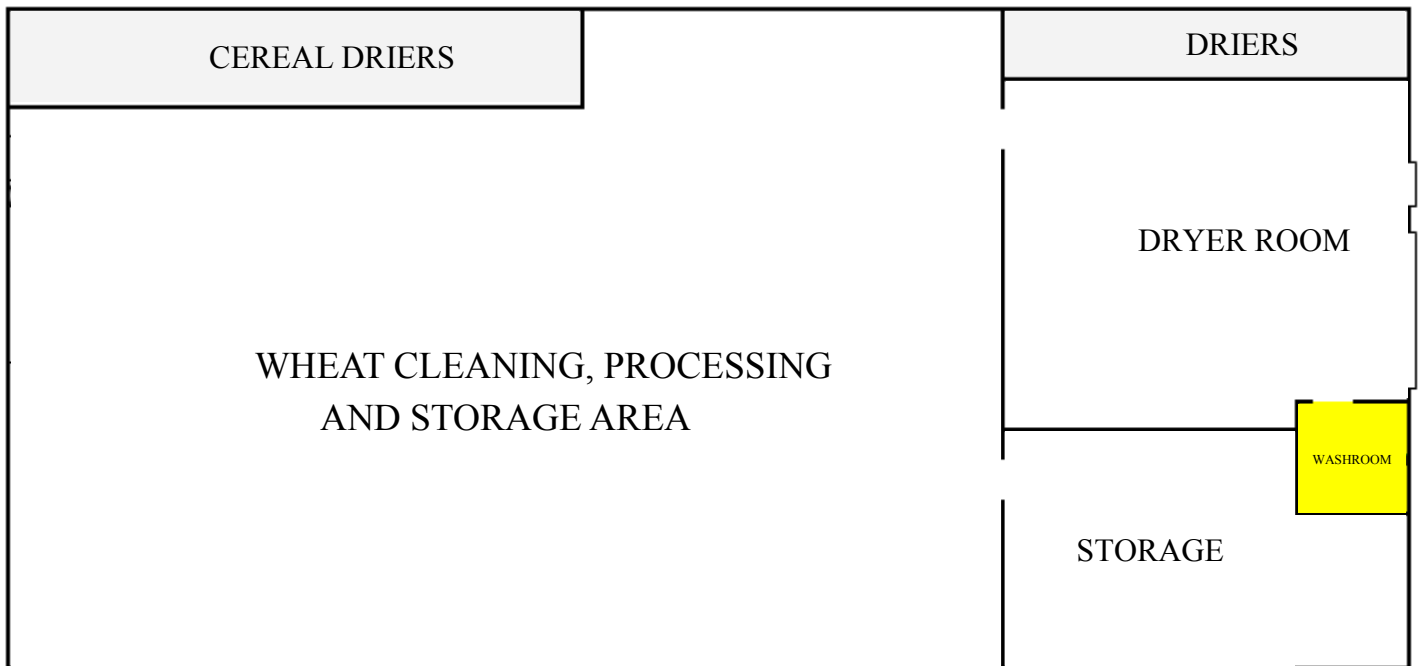 CEREAL DRIERS
DRIERS
DRYER ROOM
WHEAT CLEANING, PROCESSING
AND STORAGE AREA
WASHROOM
STORAGE